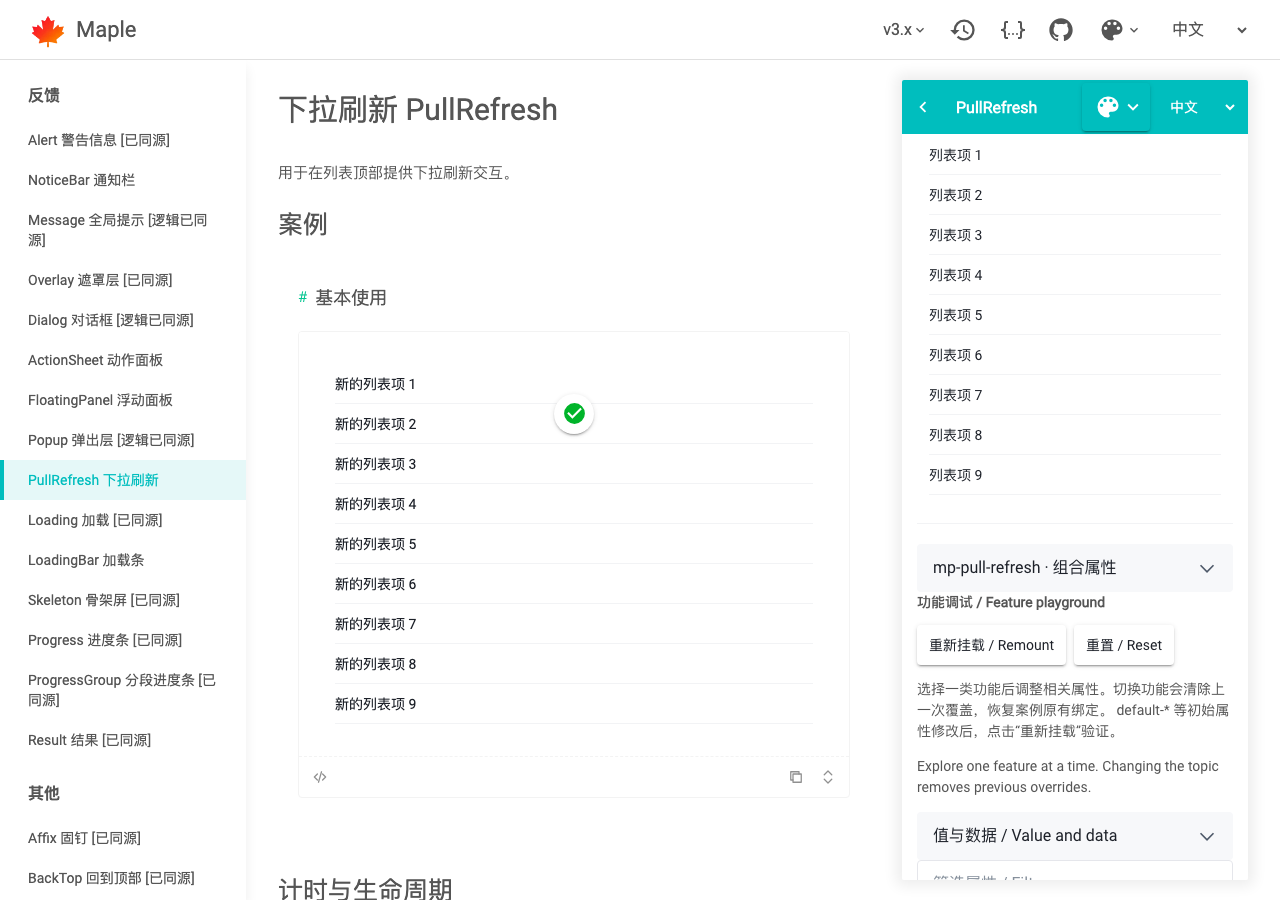 Maple
v3.x
{...}
中文
反馈
Alert 警告信息 [已同源]
NoticeBar 通知栏
Message 全局提示 [逻辑已同
源]
Overlay 遮罩层 [已同源]
Dialog 对话框 [逻辑已同源]
ActionSheet 动作面板
FloatingPanel 浮动面板
Popup 弹出层 [逻辑已同源]
PullRefresh 下拉刷新
Loading 加载 [已同源]
LoadingBar 加载条
Skeleton 骨架屏 [已同源]
Progress 进度条 [已同源]
ProgressGroup 分段进度条 [已
同源]
Result 结果 [已同源]
其他
Affix 固钉 [已同源]
BackTop 回到顶部 [已同源]
下拉刷新 PullRefresh
用于在列表顶部提供下拉刷新交互。
案例
# 基本使用
新的列表项 1
新的列表项 2
新的列表项 3
新的列表项 4
新的列表项 5
新的列表项 6
新的列表项 7
新的列表项 8
新的列表项 9
计时与生命周期
PullRefresh
中文
列表项 1
列表项 2
列表项 3
列表项 4
列表项 5
列表项 6
列表项 7
列表项 8
列表项 9
mp-pull-refresh · 组合属性
功能调试 / Feature playground
重新挂载 / Remount
重置 / Reset
选择一类功能后调整相关属性。切换功能会清除上
一次覆盖，恢复案例原有绑定。 default-* 等初始属
性修改后，点击“重新挂载”验证。
Explore one feature at a time. Changing the topic
removes previous overrides.
值与数据 / Value and data